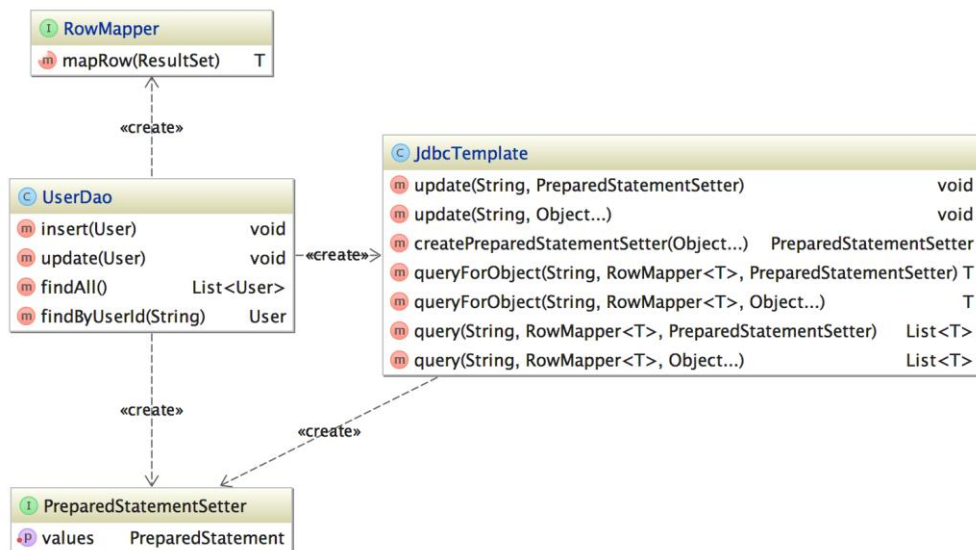 RowMapper
mapRow(ResultSet) T
«create»
UserDao
insert(User) void
update(User) void
findAll() List<User>
findByUserId(String) User
«create»
JdbcTemplate
update(String, PreparedStatementSetter) void
update(String, Object...) void
createPreparedStatementSetter(Object...) PreparedStatementSetter
queryForObject(String, RowMapper<T>, PreparedStatementSetter) T
queryForObject(String, RowMapper<T>, Object...) T
query(String, RowMapper<T>, PreparedStatementSetter) List<T>
query(String, RowMapper<T>, Object...) List<T>
«create»
«create»
PreparedStatementSetter
values PreparedStatement